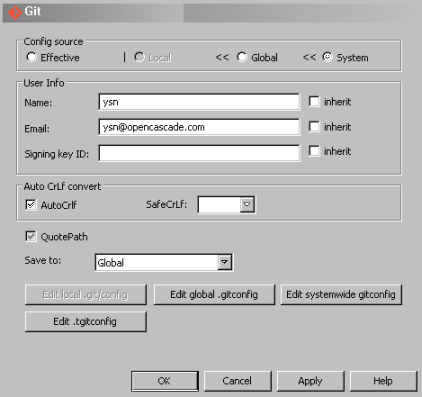 Git
Config source
Effective | Local << Global << System
User Info
Name: ysn inherit
Email: ysn@opencascade.com inherit
Signing key ID: inherit
Auto CrLf convert
AutoCrlf SafeCrLf:
QuotePath
Save to: Global
Edit local .git/config Edit global .gitconfig Edit systemwide gitconfig
Edit .tgitconfig
OK Cancel Apply Help